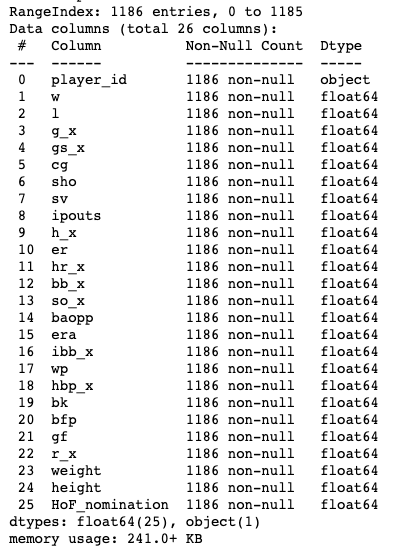 RangeIndex: 1186 entries, 0 to 1185
Data columns (total 26 columns):
 #   Column          Non-Null Count  Dtype
---  ------          --------------  -----
 0   player_id       1186 non-null   object
 1   w               1186 non-null   float64
 2   l               1186 non-null   float64
 3   g_x             1186 non-null   float64
 4   gs_x            1186 non-null   float64
 5   cg              1186 non-null   float64
 6   sho             1186 non-null   float64
 7   sv              1186 non-null   float64
 8   ipouts          1186 non-null   float64
 9   h_x             1186 non-null   float64
 10  er              1186 non-null   float64
 11  hr_x            1186 non-null   float64
 12  bb_x            1186 non-null   float64
 13  so_x            1186 non-null   float64
 14  baopp           1186 non-null   float64
 15  era             1186 non-null   float64
 16  ibb_x           1186 non-null   float64
 17  wp              1186 non-null   float64
 18  hbp_x           1186 non-null   float64
 19  bk              1186 non-null   float64
 20  bfp             1186 non-null   float64
 21  gf              1186 non-null   float64
 22  r_x             1186 non-null   float64
 23  weight          1186 non-null   float64
 24  height          1186 non-null   float64
 25  HoF_nomination  1186 non-null   float64
dtypes: float64(25), object(1)
memory usage: 241.0+ KB